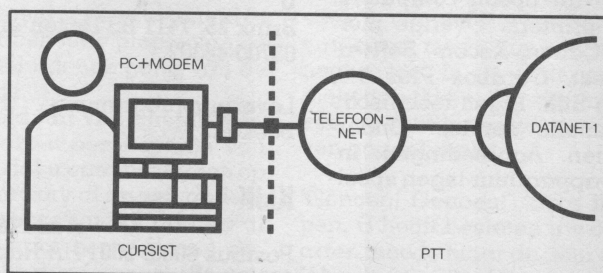 PC+MODEM
TELEFOON-
NET
DATANET 1
CURSIST
PTT